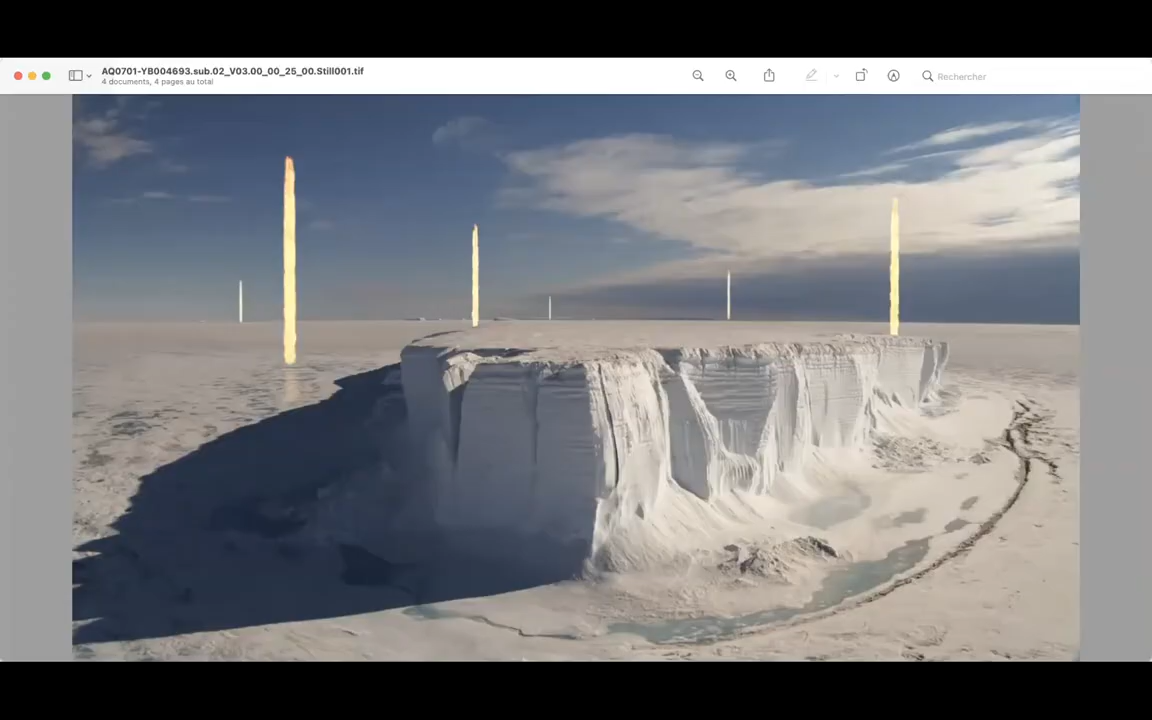 AQ0701-YB004693.sub.02_V03.00_00_25_00.Still001.tif
4 documents, 4 pages au total
Rechercher